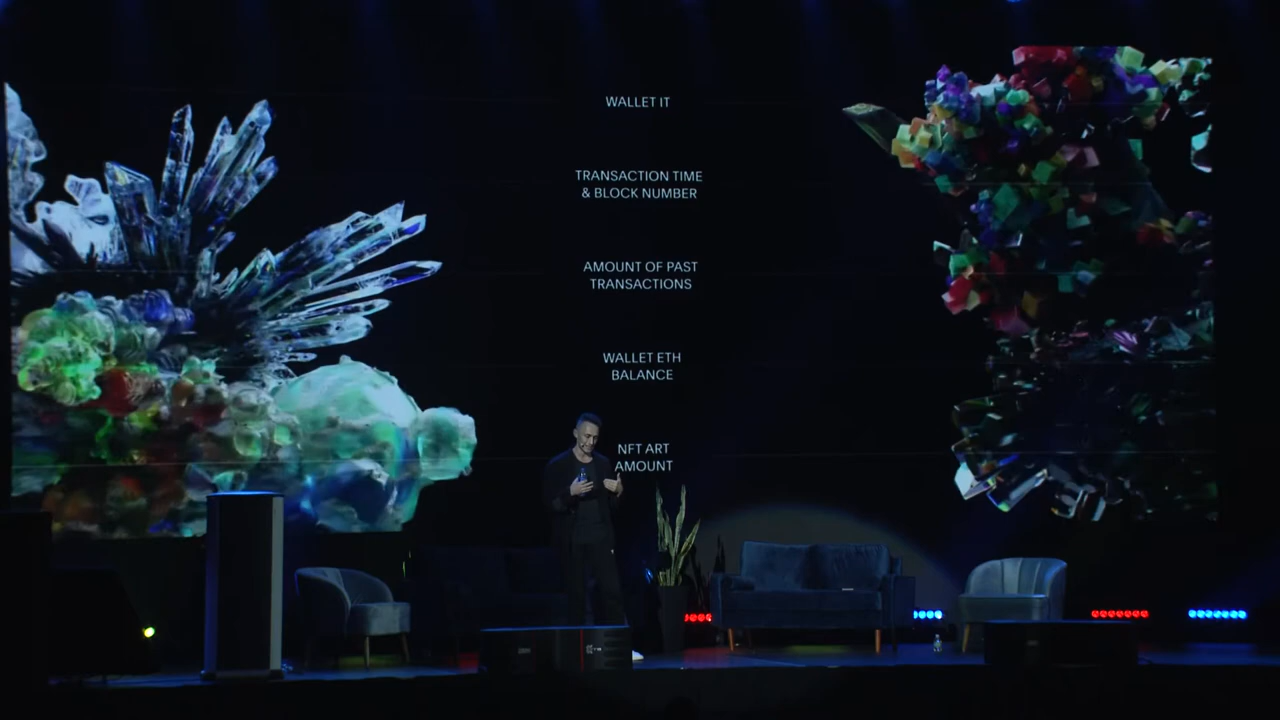 WALLET IT
TRANSACTION TIME
& BLOCK NUMBER
AMOUNT OF PAST
TRANSACTIONS
WALLET ETH
BALANCE
NFT ART
AMOUNT